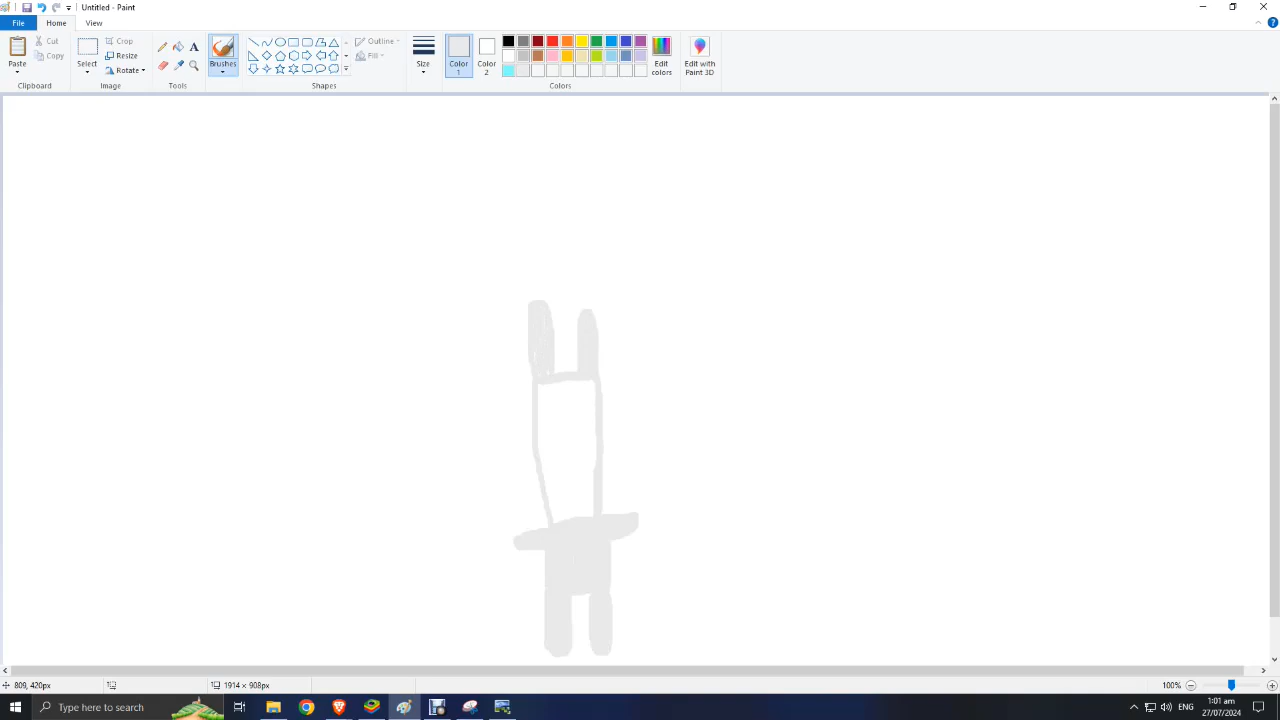 Untitled - Paint
File Home View
Paste
Cut
Copy
Clipboard
Select
Crop
Resize
Rotate
Image
A
Tools
Brushes
Outline
Fill
Shapes
Size
Color
1
Color
2
Colors
Edit
colors
Edit with
Paint 3D
809, 420px
1914 × 908px
100%
Type here to search
ENG
1:01 am
27/07/2024